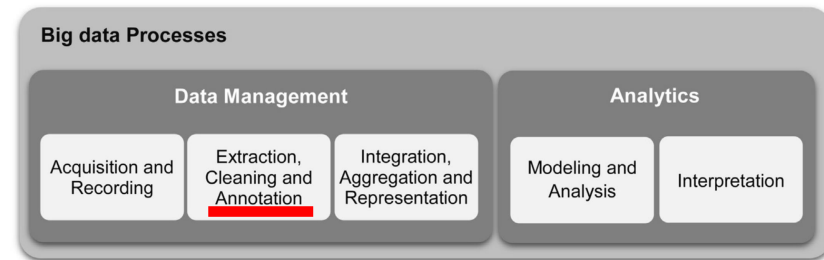 Big data Processes
Data Management
Analytics
Acquisition and
Recording
Extraction,
Cleaning and
Annotation
Integration,
Aggregation and
Representation
Modeling and
Analysis
Interpretation